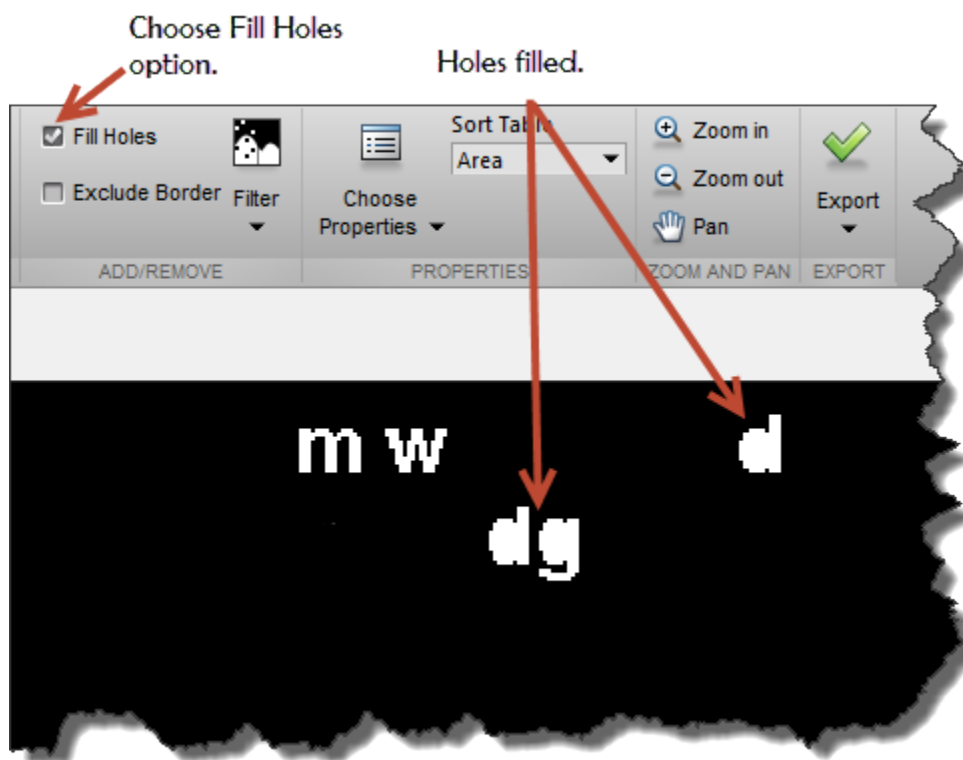 Choose Fill Holes
option.
Holes filled.
Fill Holes
Exclude Border
Filter
Choose
Properties
Sort Table
Area
Zoom in
Zoom out
Pan
Export
ADD/REMOVE
PROPERTIES
ZOOM AND PAN
EXPORT
m w d
dg